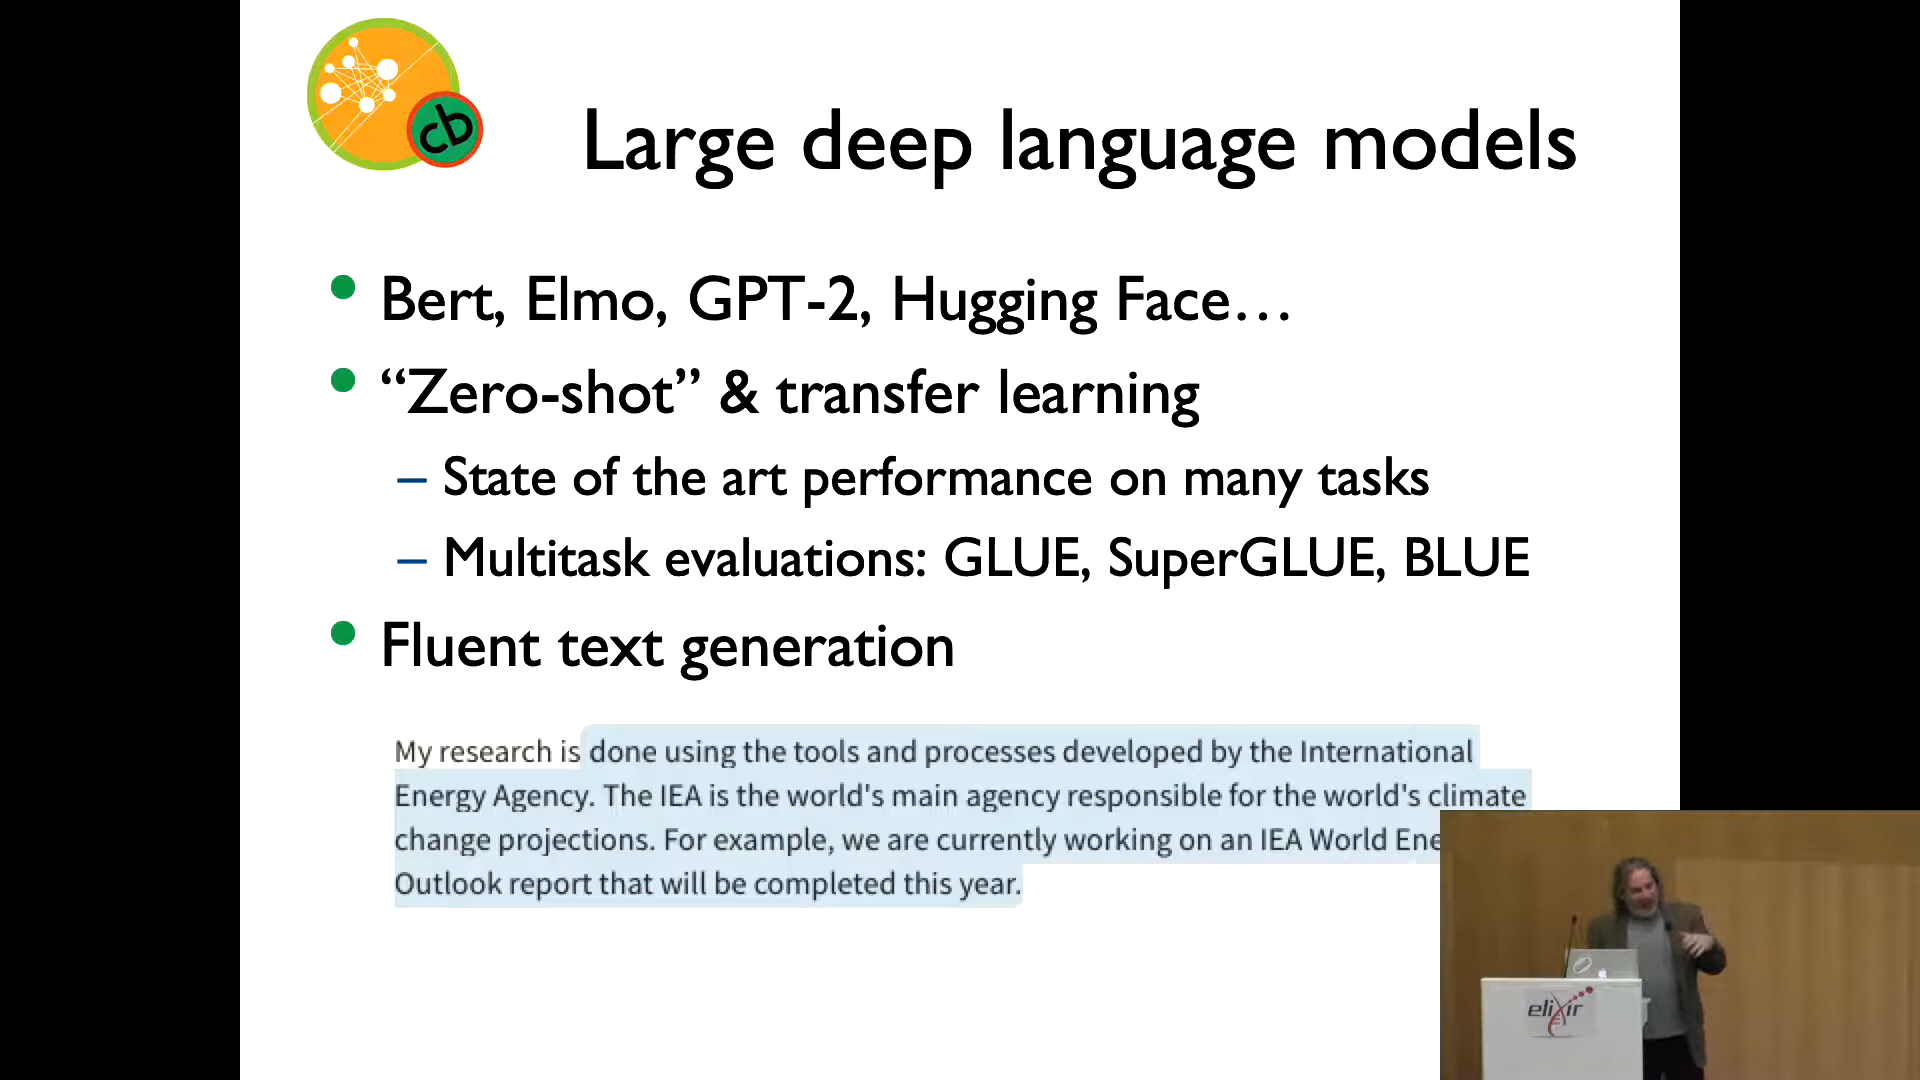 cb
Large deep language models
• Bert, Elmo, GPT-2, Hugging Face…
• “Zero-shot” & transfer learning
– State of the art performance on many tasks
– Multitask evaluations: GLUE, SuperGLUE, BLUE
• Fluent text generation
My research is done using the tools and processes developed by the International
Energy Agency. The IEA is the world's main agency responsible for the world's climate
change projections. For example, we are currently working on an IEA World Ene
Outlook report that will be completed this year.
elixir